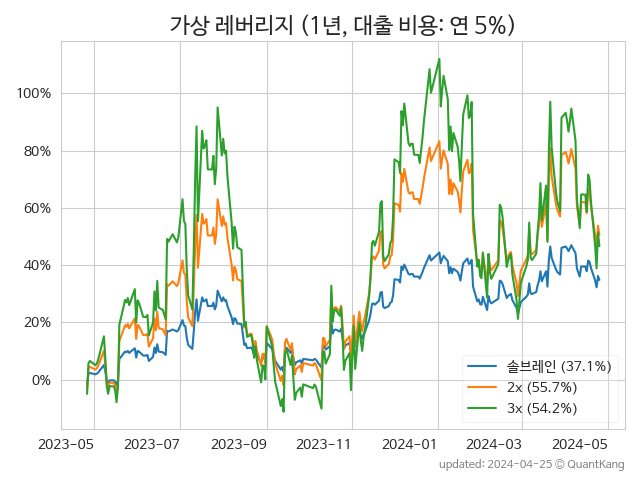 가상 레버리지 (1년, 대출 비용: 연 5%)
100%
80%
60%
40%
20%
0%
솔브레인 (37.1%)
2x (55.7%)
3x (54.2%)
2023-05 2023-07 2023-09 2023-11 2024-01 2024-03 2024-05
updated: 2024-04-25 © QuantKang